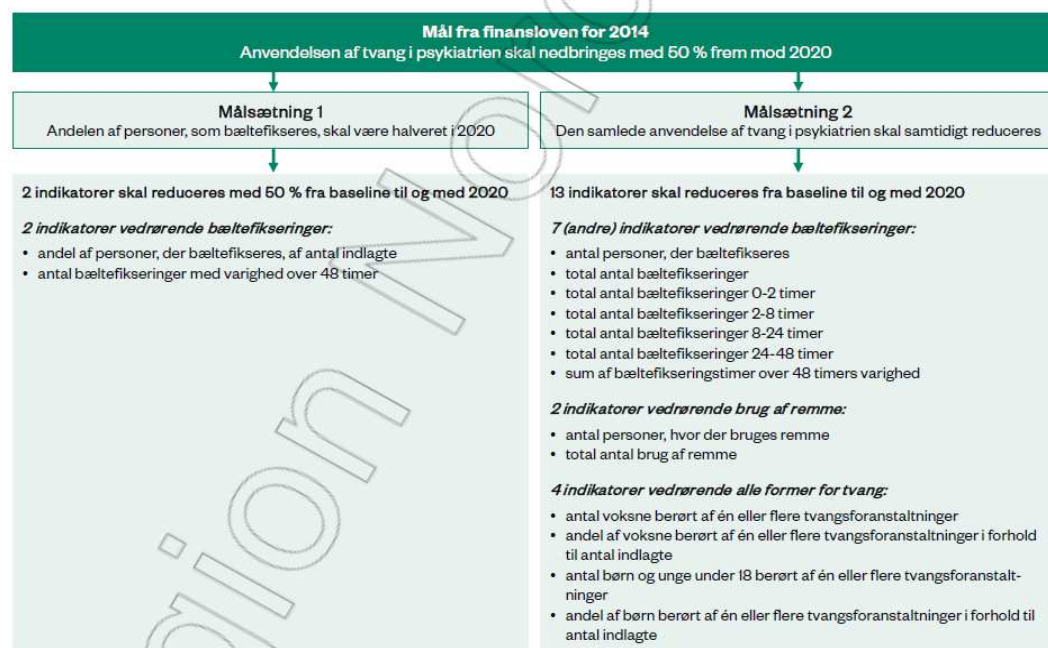 Mål fra finansloven for 2014
Anvendelsen af tvang i psykiatrien skal nedbringes med 50 % frem mod 2020
Målsætning 1
Andelen af personer, som bæltefikseres, skal være halveret i 2020
2 indikatorer skal reduceres med 50 % fra baseline til og med 2020
2 indikatorer vedrørende bæltefikseringer:
• andel af personer, der bæltefikseres, af antal indlagte
• antal bæltefikseringer med varighed over 48 timer
Målsætning 2
Den samlede anvendelse af tvang i psykiatrien skal samtidigt reduceres
13 indikatorer skal reduceres fra baseline til og med 2020
7 (andre) indikatorer vedrørende bæltefikseringer:
• antal personer, der bæltefikseres
• total antal bæltefikseringer
• total antal bæltefikseringer 0-2 timer
• total antal bæltefikseringer 2-8 timer
• total antal bæltefikseringer 8-24 timer
• total antal bæltefikseringer 24-48 timer
• sum af bæltefikseringstimer over 48 timers varighed
2 indikatorer vedrørende brug af remme:
• antal personer, hvor der bruges remme
• total antal brug af remme
4 indikatorer vedrørende alle former for tvang:
• antal voksne berørt af én eller flere tvangsforanstaltninger
• andel af voksne berørt af én eller flere tvangsforanstaltninger i forhold
til antal indlagte
• antal børn og unge under 18 berørt af én eller flere tvangsforanstalt-
ninger
• andel af børn berørt af én eller flere tvangsforanstaltninger i forhold til
antal indlagte